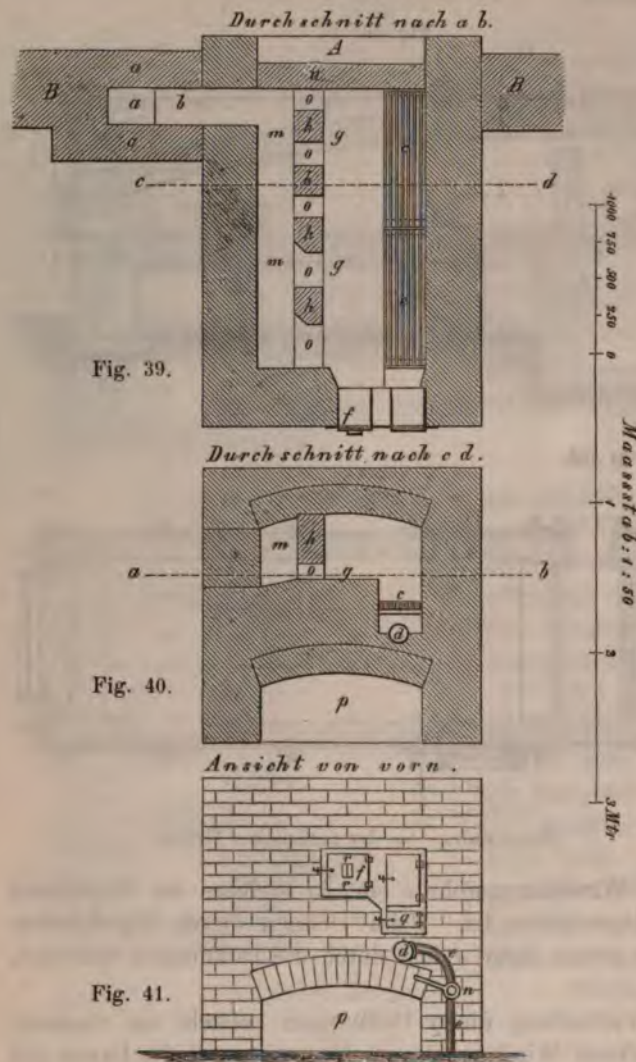 Durchschnitt nach a b.
A
a
n
B
B
a
b
o
a
h
m
g
o
c
h
c
d
o
h
m
g
o
h
o
f
1000 750 500 250 0
Fig. 39.
Durchschnitt nach c d.
m
h
a
o
g
b
c
d
Fig. 40.
p
Maassstab: 1 : 50
1
2
3 Mtr
Ansicht von vorn.
f
q
d
e
n
Fig. 41.
p